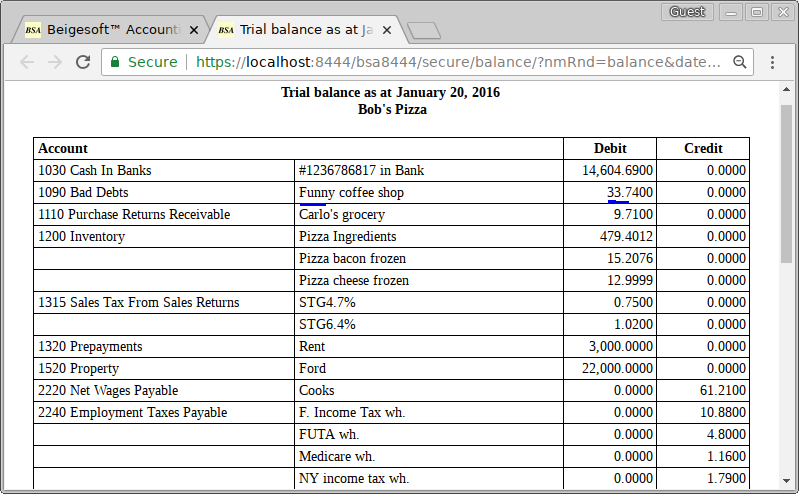 Guest
BSA Beigesoft™ Accounti
BSA Trial balance as at Ja
Secure https://localhost:8444/bsa8444/secure/balance/?nmRnd=balance&date...
Trial balance as at January 20, 2016
Bob's Pizza
Account Debit Credit
1030 Cash In Banks #1236786817 in Bank 14,604.6900 0.0000
1090 Bad Debts Funny coffee shop 33.7400 0.0000
1110 Purchase Returns Receivable Carlo's grocery 9.7100 0.0000
1200 Inventory Pizza Ingredients 479.4012 0.0000
Pizza bacon frozen 15.2076 0.0000
Pizza cheese frozen 12.9999 0.0000
1315 Sales Tax From Sales Returns STG4.7% 0.7500 0.0000
STG6.4% 1.0200 0.0000
1320 Prepayments Rent 3,000.0000 0.0000
1520 Property Ford 22,000.0000 0.0000
2220 Net Wages Payable Cooks 0.0000 61.2100
2240 Employment Taxes Payable F. Income Tax wh. 0.0000 10.8800
FUTA wh. 0.0000 4.8000
Medicare wh. 0.0000 1.1600
NY income tax wh. 0.0000 1.7900